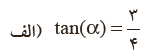 الف) tan(α) = ۳/۴